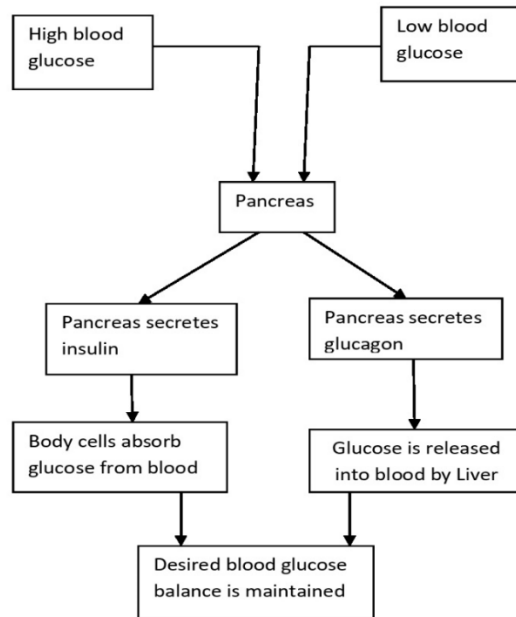 High blood
glucose
Low blood
glucose
Pancreas
Pancreas secretes
insulin
Pancreas secretes
glucagon
Body cells absorb
glucose from blood
Glucose is released
into blood by Liver
Desired blood glucose
balance is maintained